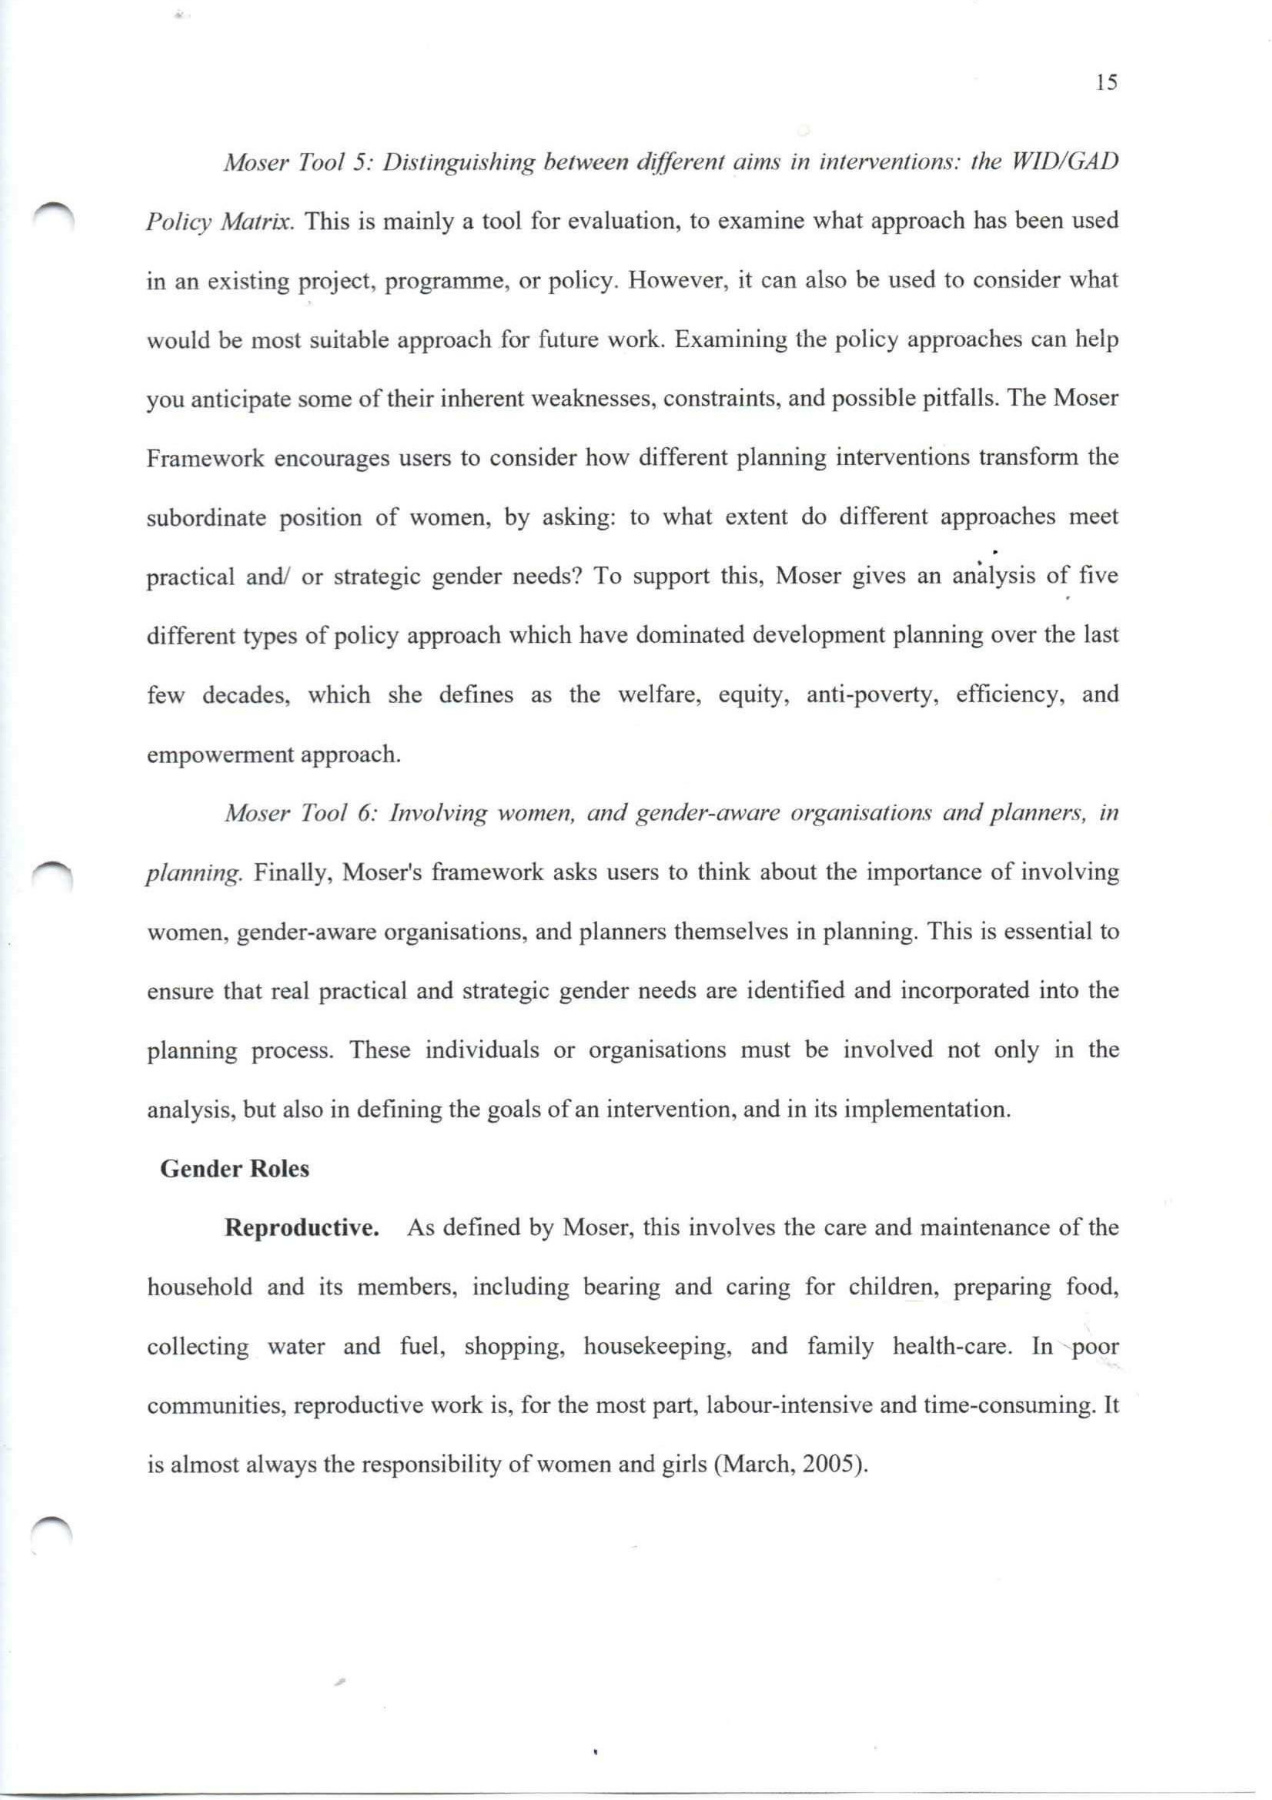 15
Moser Tool 5: Distinguishing between different aims in interventions: the WID/GAD
Policy Matrix. This is mainly a tool for evaluation, to examine what approach has been used
in an existing project, programme, or policy. However, it can also be used to consider what
would be most suitable approach for future work. Examining the policy approaches can help
you anticipate some of their inherent weaknesses, constraints, and possible pitfalls. The Moser
Framework encourages users to consider how different planning interventions transform the
subordinate position of women, by asking: to what extent do different approaches meet
practical and/ or strategic gender needs? To support this, Moser gives an analysis of five
different types of policy approach which have dominated development planning over the last
few decades, which she defines as the welfare, equity, anti-poverty, efficiency, and
empowerment approach.
Moser Tool 6: Involving women, and gender-aware organisations and planners, in
planning. Finally, Moser's framework asks users to think about the importance of involving
women, gender-aware organisations, and planners themselves in planning. This is essential to
ensure that real practical and strategic gender needs are identified and incorporated into the
planning process. These individuals or organisations must be involved not only in the
analysis, but also in defining the goals of an intervention, and in its implementation.
Gender Roles
Reproductive. As defined by Moser, this involves the care and maintenance of the
household and its members, including bearing and caring for children, preparing food,
collecting water and fuel, shopping, housekeeping, and family health-care. In poor
communities, reproductive work is, for the most part, labour-intensive and time-consuming. It
is almost always the responsibility of women and girls (March, 2005).